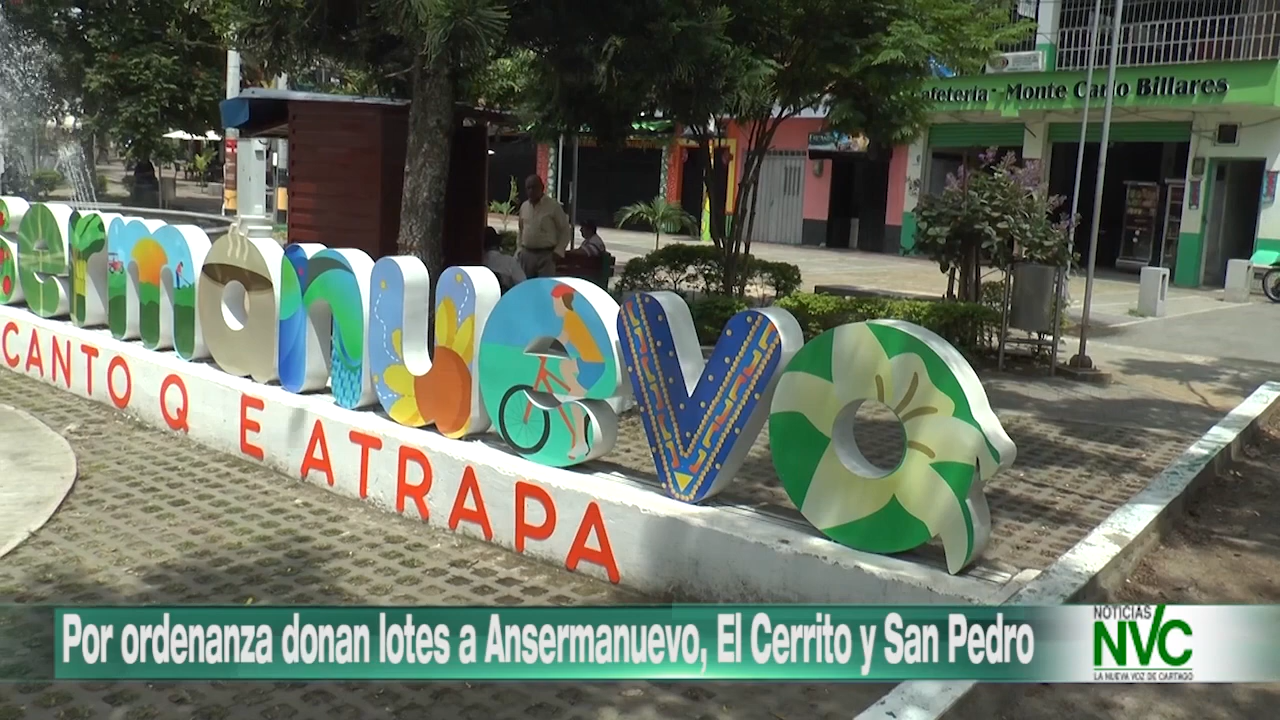 afetería - Monte Carlo Billares
ermanuevo
CANTO Q E ATRAPA
Por ordenanza donan lotes a Ansermanuevo, El Cerrito y San Pedro
NOTICIAS
NVC
LA NUEVA VOZ DE CARTAGO